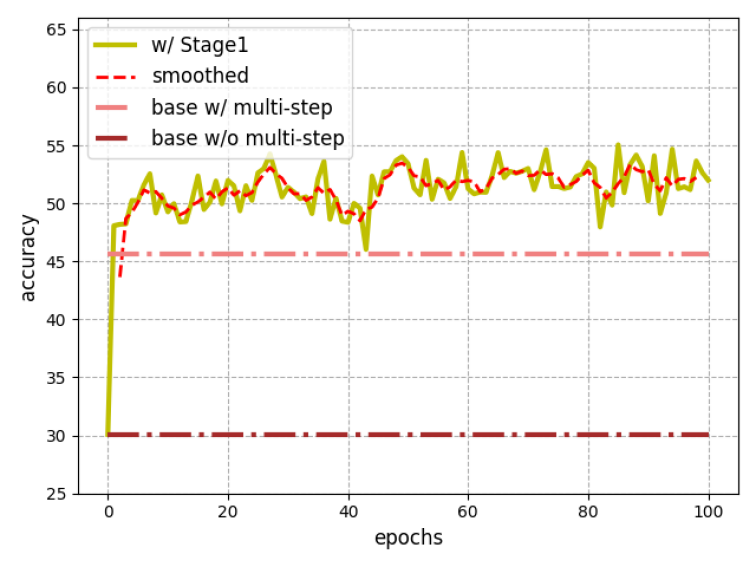 65
60
55
50
45
40
35
30
25
accuracy
w/ Stage1
smoothed
base w/ multi-step
base w/o multi-step
0 20 40 60 80 100
epochs